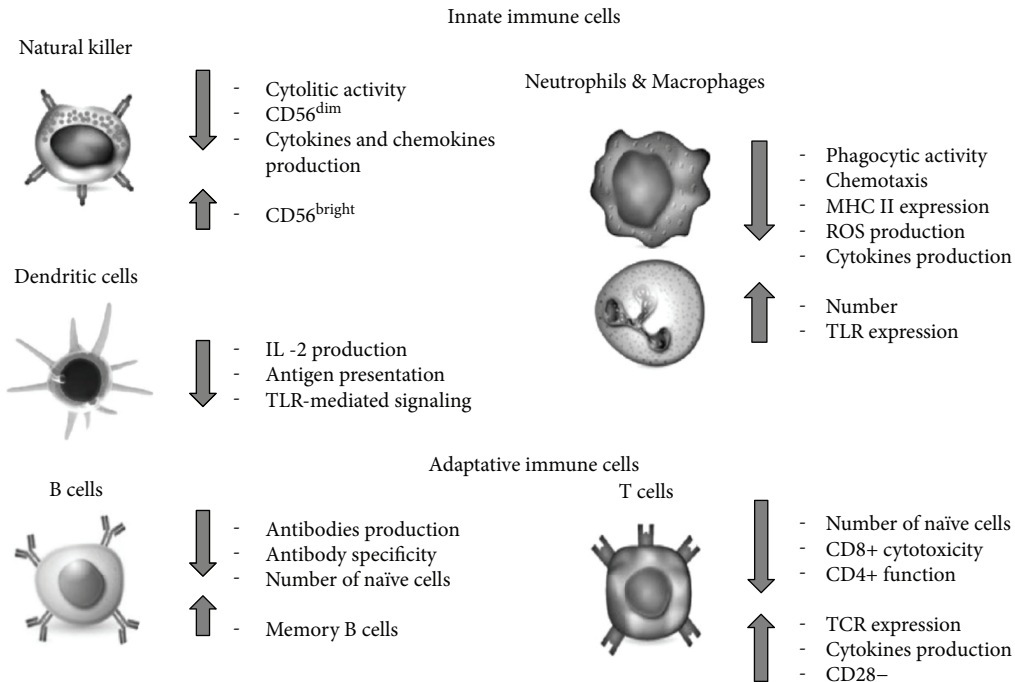 Innate immune cells
Natural killer
- Cytolitic activity
- CD56dim
- Cytokines and chemokines
production
- CD56bright
Neutrophils & Macrophages
- Phagocytic activity
- Chemotaxis
- MHC II expression
- ROS production
- Cytokines production
- Number
- TLR expression
Dendritic cells
- IL -2 production
- Antigen presentation
- TLR-mediated signaling
Adaptative immune cells
B cells
- Antibodies production
- Antibody specificity
- Number of naïve cells
- Memory B cells
T cells
- Number of naïve cells
- CD8+ cytotoxicity
- CD4+ function
- TCR expression
- Cytokines production
- CD28−